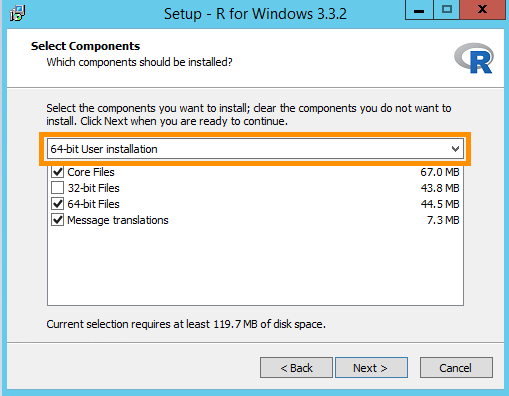 Setup - R for Windows 3.3.2
Select Components
Which components should be installed?
R
Select the components you want to install; clear the components you do not want to
install. Click Next when you are ready to continue.
64-bit User installation
Core Files 67.0 MB
32-bit Files 43.8 MB
64-bit Files 44.5 MB
Message translations 7.3 MB
Current selection requires at least 119.7 MB of disk space.
< Back Next > Cancel